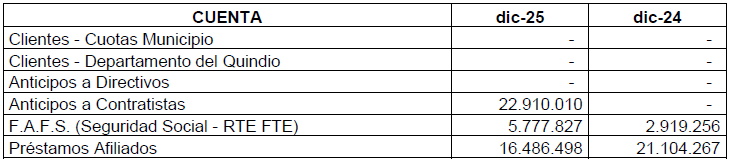 CUENTA dic-25 dic-24
Clientes - Cuotas Municipio - -
Clientes - Departamento del Quindio - -
Anticipos a Directivos - -
Anticipos a Contratistas 22.910.010 -
F.A.F.S. (Seguridad Social - RTE FTE) 5.777.827 2.919.256
Préstamos Afiliados 16.486.498 21.104.267